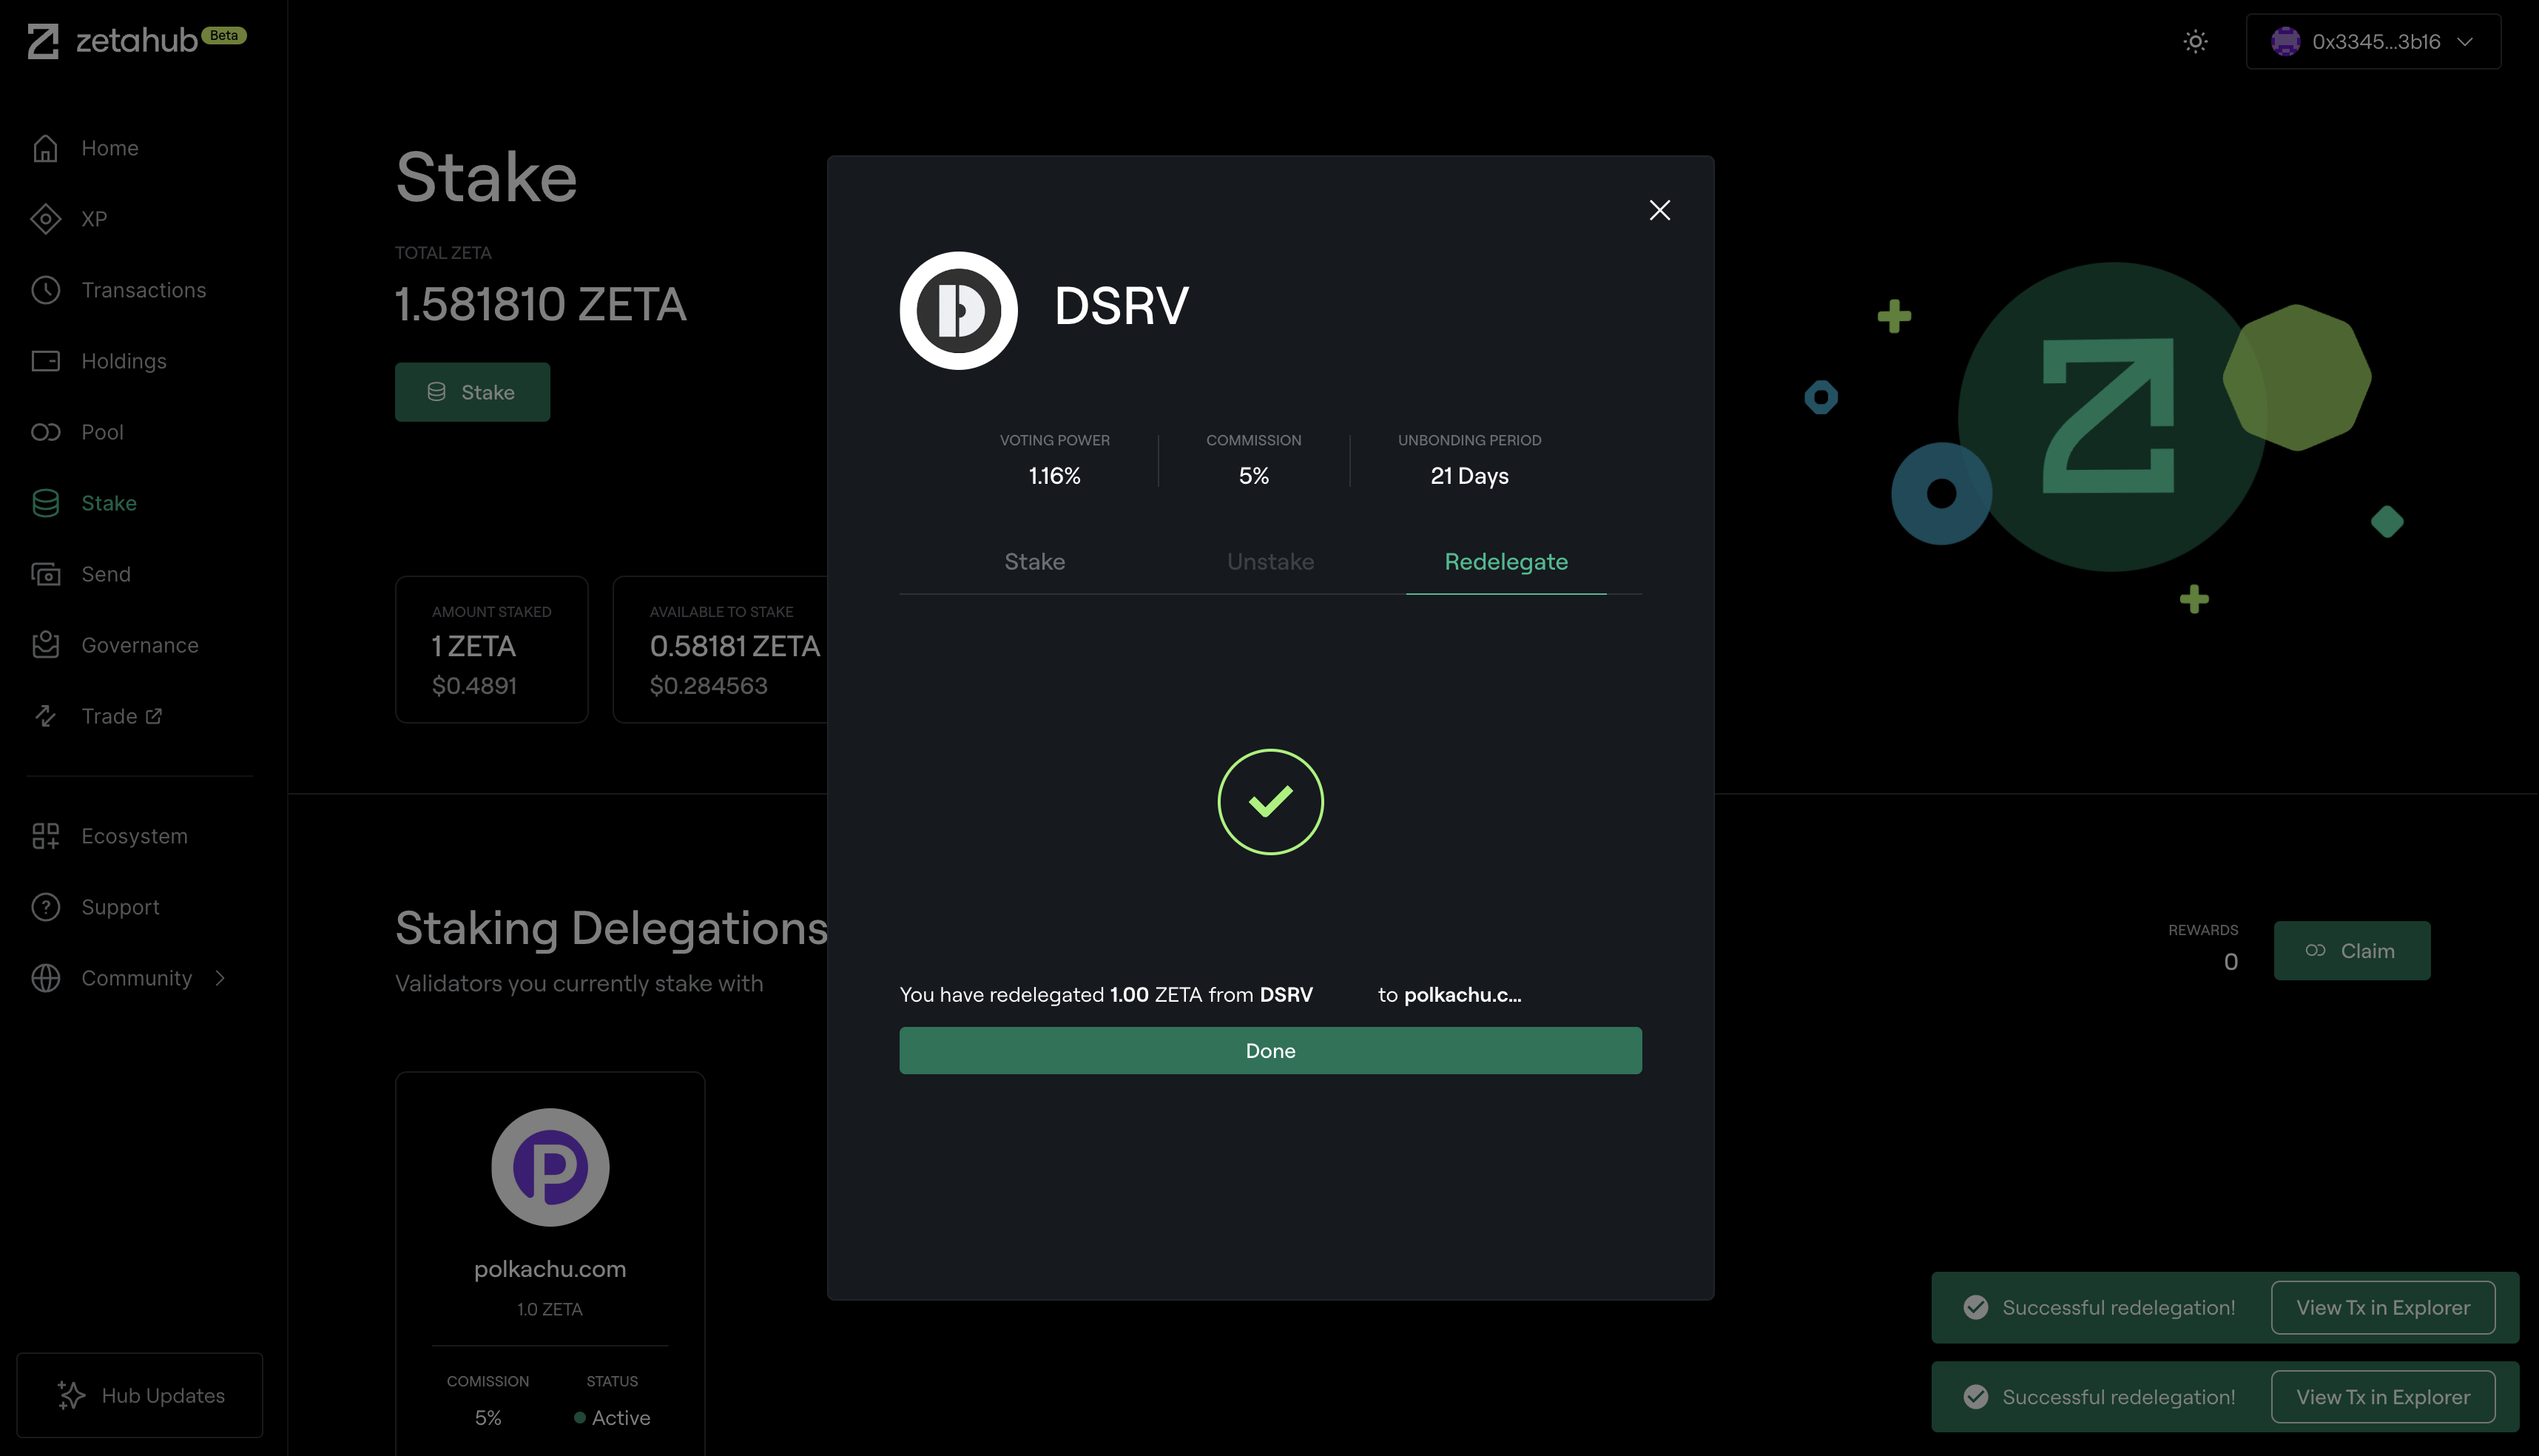 zetahub Beta
Home
XP
Transactions
Holdings
Pool
Stake
Send
Governance
Trade
Ecosystem
Support
Community
Hub Updates
0x3345...3b16
Stake
TOTAL ZETA
1.581810 ZETA
Stake
AMOUNT STAKED
1 ZETA
$0.4891
AVAILABLE TO STAKE
0.58181 ZETA
$0.284563
Staking Delegations
Validators you currently stake with
REWARDS
0
Claim
polkachu.com
1.0 ZETA
COMISSION STATUS
5% Active
DSRV
VOTING POWER COMMISSION UNBONDING PERIOD
1.16% 5% 21 Days
Stake Unstake Redelegate
You have redelegated 1.00 ZETA from DSRV to polkachu.c...
Done
Successful redelegation! View Tx in Explorer
Successful redelegation! View Tx in Explorer